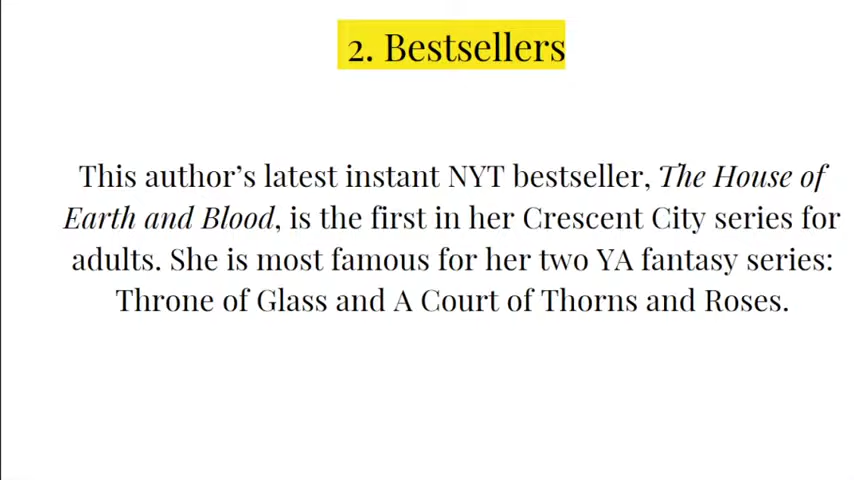 2. Bestsellers
This author’s latest instant NYT bestseller, The House of
Earth and Blood, is the first in her Crescent City series for
adults. She is most famous for her two YA fantasy series:
Throne of Glass and A Court of Thorns and Roses.